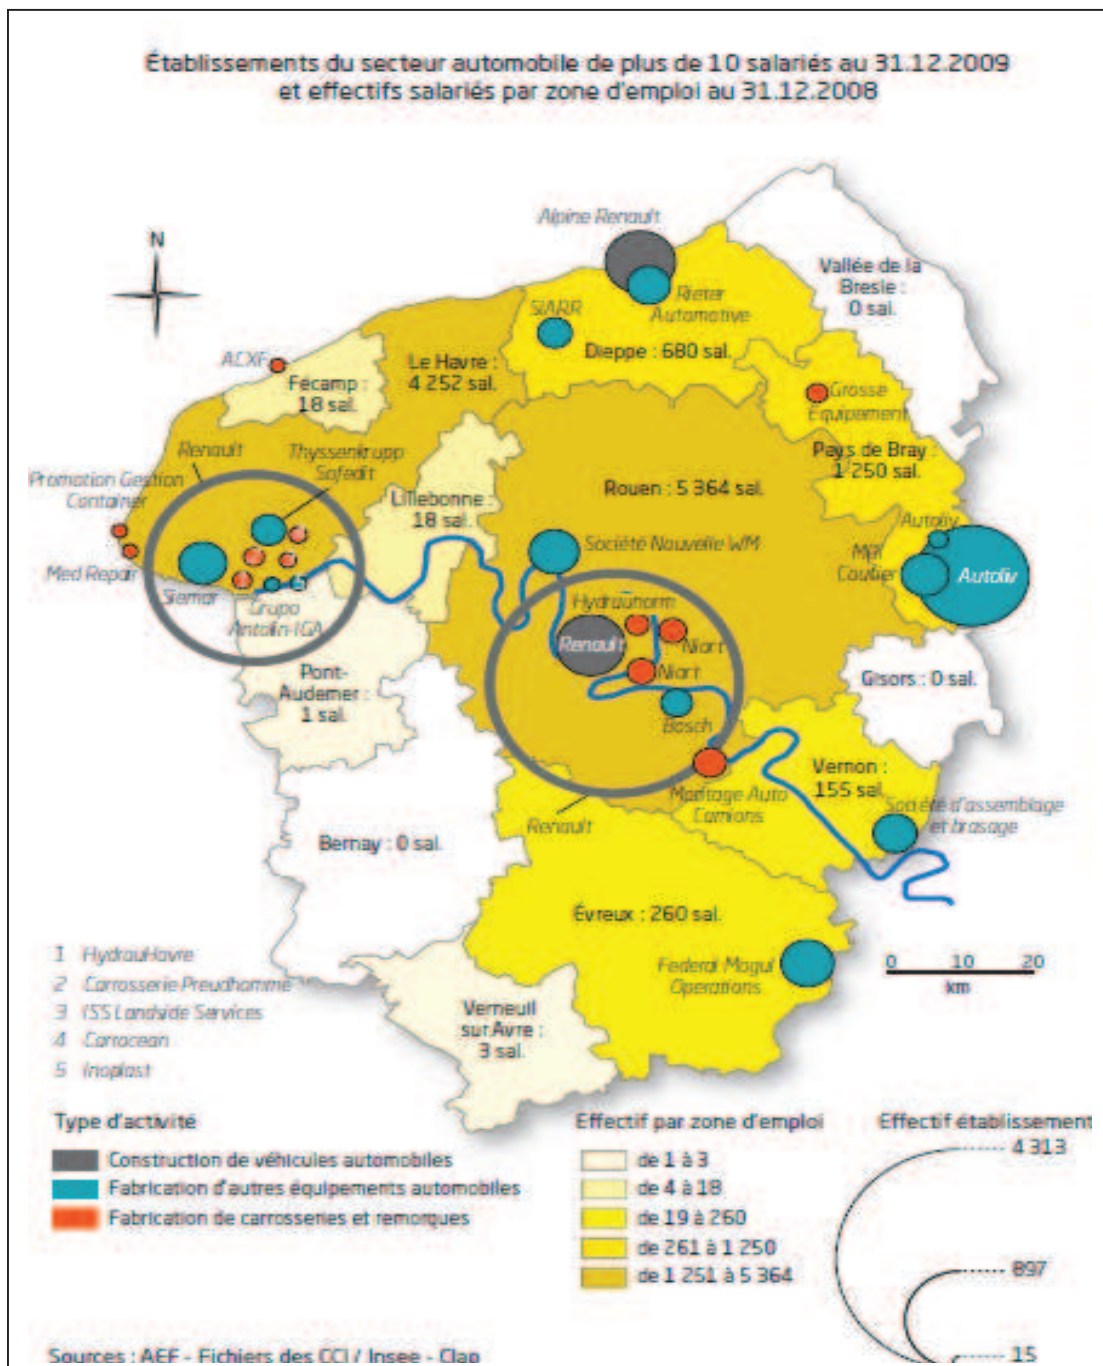 Établissements du secteur automobile de plus de 10 salariés au 31.12.2009
et effectifs salariés par zone d'emploi au 31.12.2008
N
Alpine Renault
Vallée de la
Bresle :
0 sal.
Rieter
Automotive
SIARR
Dieppe : 680 sal.
ACXF
Le Havre :
4 252 sal.
Fécamp :
18 sal.
Grosse
Equipement
Renault
Thyssenkrupp
Sofedit
Pays de Bray :
1 250 sal.
Promotion Gestion
Container
Lillebonne :
18 sal.
Rouen : 5 364 sal.
Autoliv
Société Nouvelle WM
MGI
Coutier
Autoliv
Med Repair
Siemar
5
Grupo
Antolin-IGA
Hydraunorm
Renault
Niort
Niort
Pont-
Audemer :
1 sal.
Gisors : 0 sal.
Bosch
Vernon :
155 sal.
Montage Auto
Camions
Société d'assemblage
et brasage
Renault
Bernay : 0 sal.
Évreux : 260 sal.
Federal Mogul
Operations
0 10 20
km
1 HydrauHavre
2 Carrosserie Preudhomme
3 ISS Landside Services
4 Carrocean
5 Inoplast
Verneuil
sur Avre :
3 sal.
Type d'activité
Construction de véhicules automobiles
Fabrication d'autres équipements automobiles
Fabrication de carrosseries et remorques
Effectif par zone d'emploi
de 1 à 3
de 4 à 18
de 19 à 260
de 261 à 1 250
de 1 251 à 5 364
Effectif établissement
4 313
897
15
Sources : AEF - Fichiers des CCI / Insee - Clap